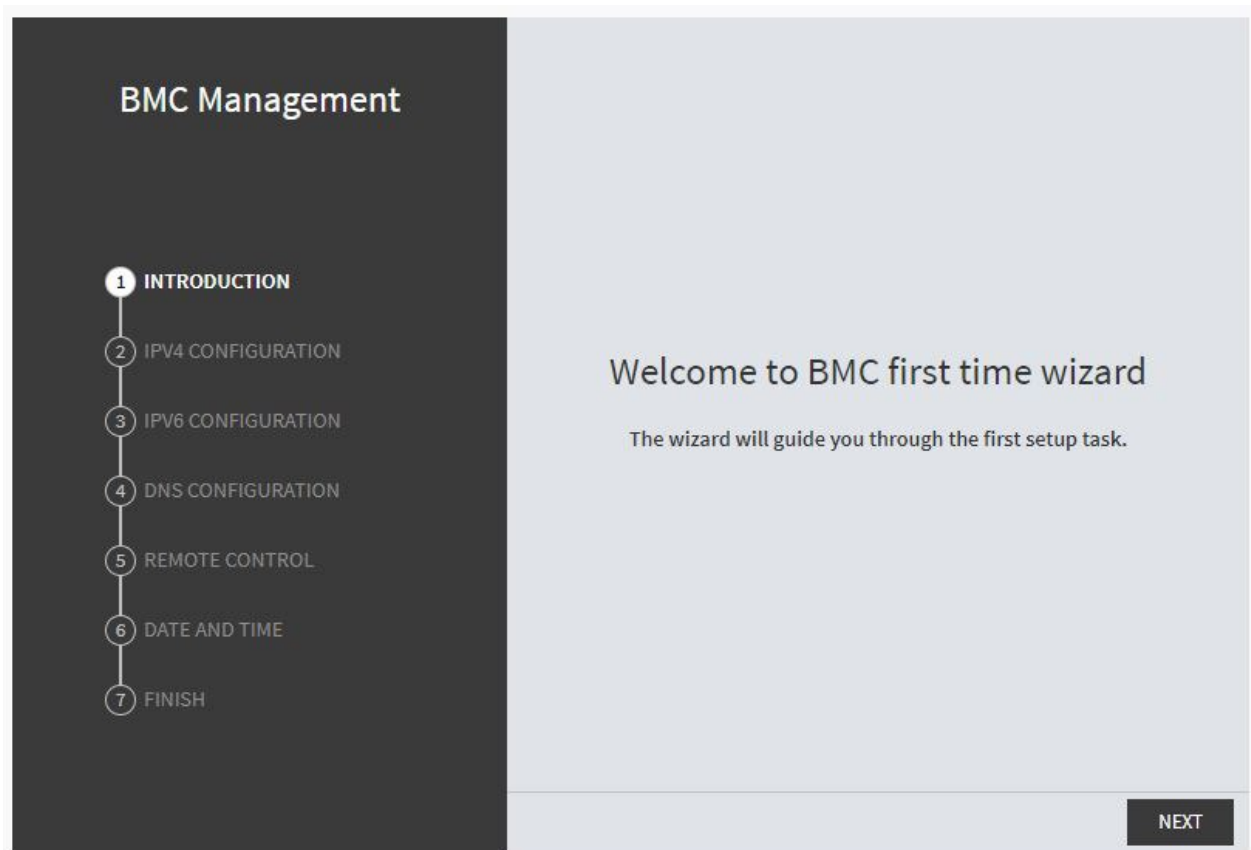 BMC Management
1 INTRODUCTION
2 IPV4 CONFIGURATION
3 IPV6 CONFIGURATION
4 DNS CONFIGURATION
5 REMOTE CONTROL
6 DATE AND TIME
7 FINISH
Welcome to BMC first time wizard
The wizard will guide you through the first setup task.
NEXT